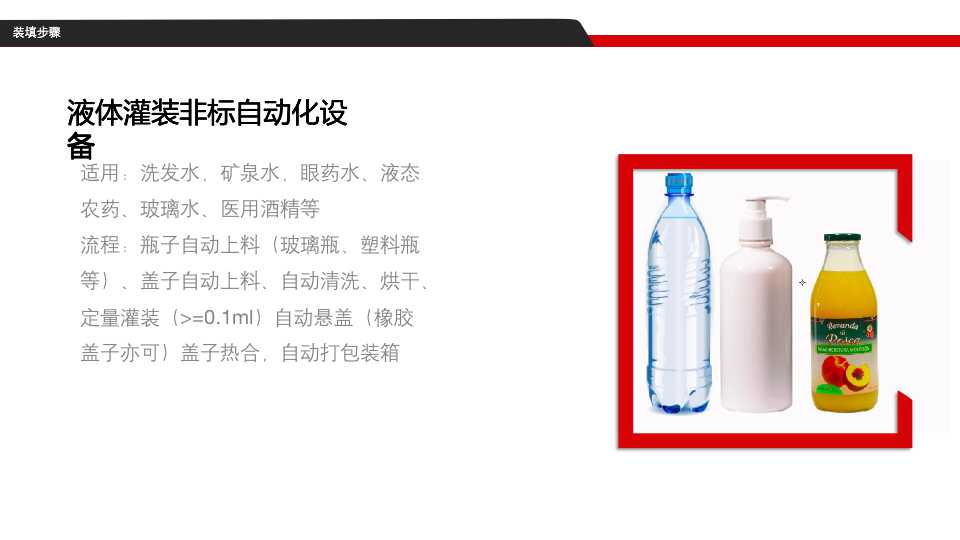 装填步骤
液体灌装非标自动化设
备
适用：洗发水，矿泉水，眼药水、液态
农药、玻璃水、医用酒精等
流程：瓶子自动上料（玻璃瓶、塑料瓶
等）、盖子自动上料、自动清洗、烘干、
定量灌装（>=0.1ml）自动悬盖（橡胶
盖子亦可）盖子热合，自动打包装箱
Beranda
di
Pesca